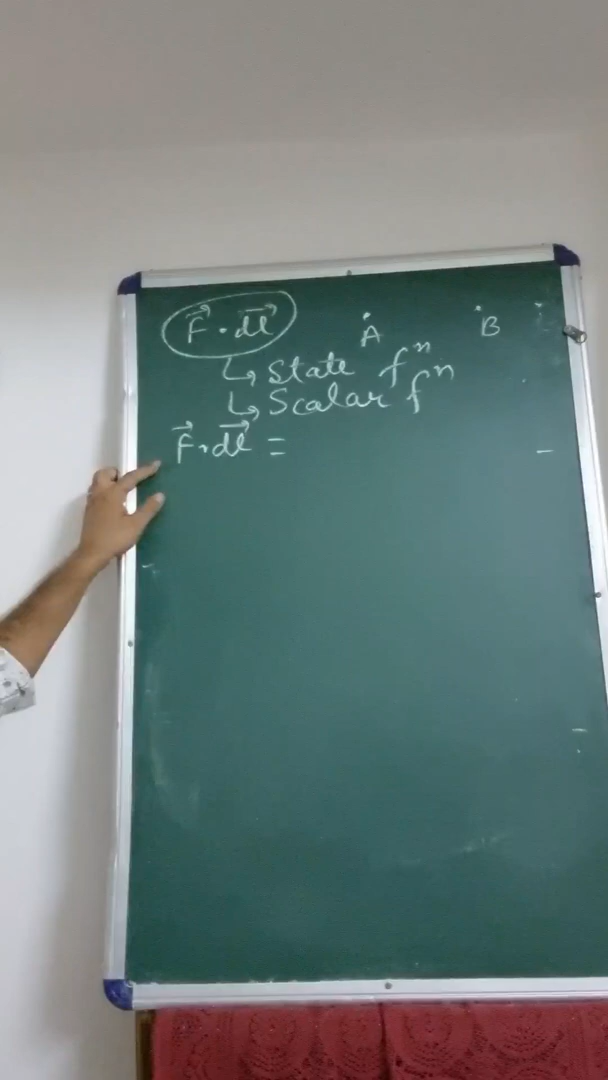 F⃗ · dl⃗ A B
↳ State fⁿ
↳ Scalar fⁿ
F⃗ · dl⃗ =